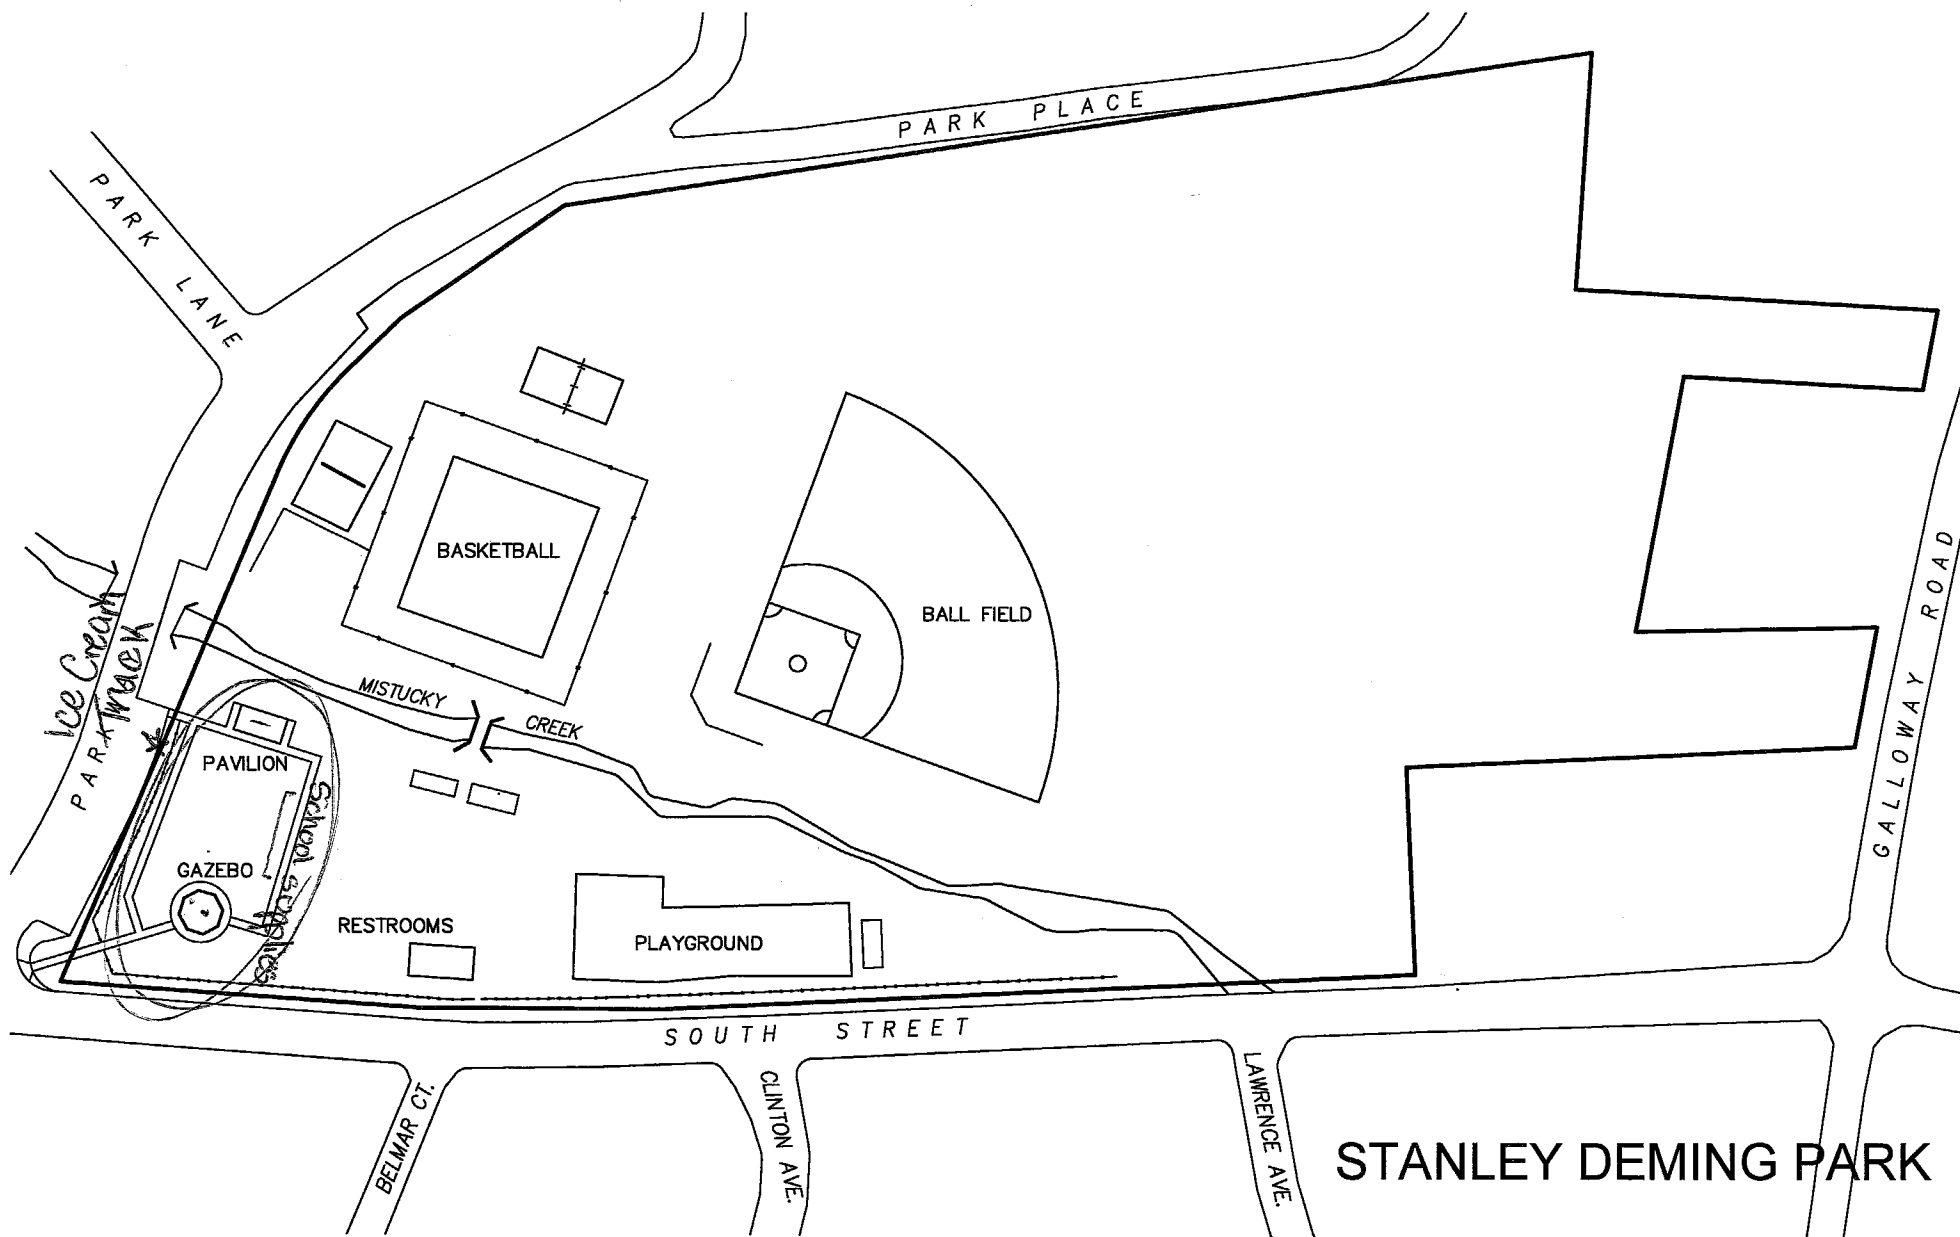 PARK PLACE
PARK LANE
BASKETBALL
BALL FIELD
GALLOWAY ROAD
Ice Cream
Truck
PARK
MISTUCKY
CREEK
PAVILION
School supplies
GAZEBO
RESTROOMS
PLAYGROUND
SOUTH STREET
BELMAR CT.
CLINTON AVE.
LAWRENCE AVE.
STANLEY DEMING PARK